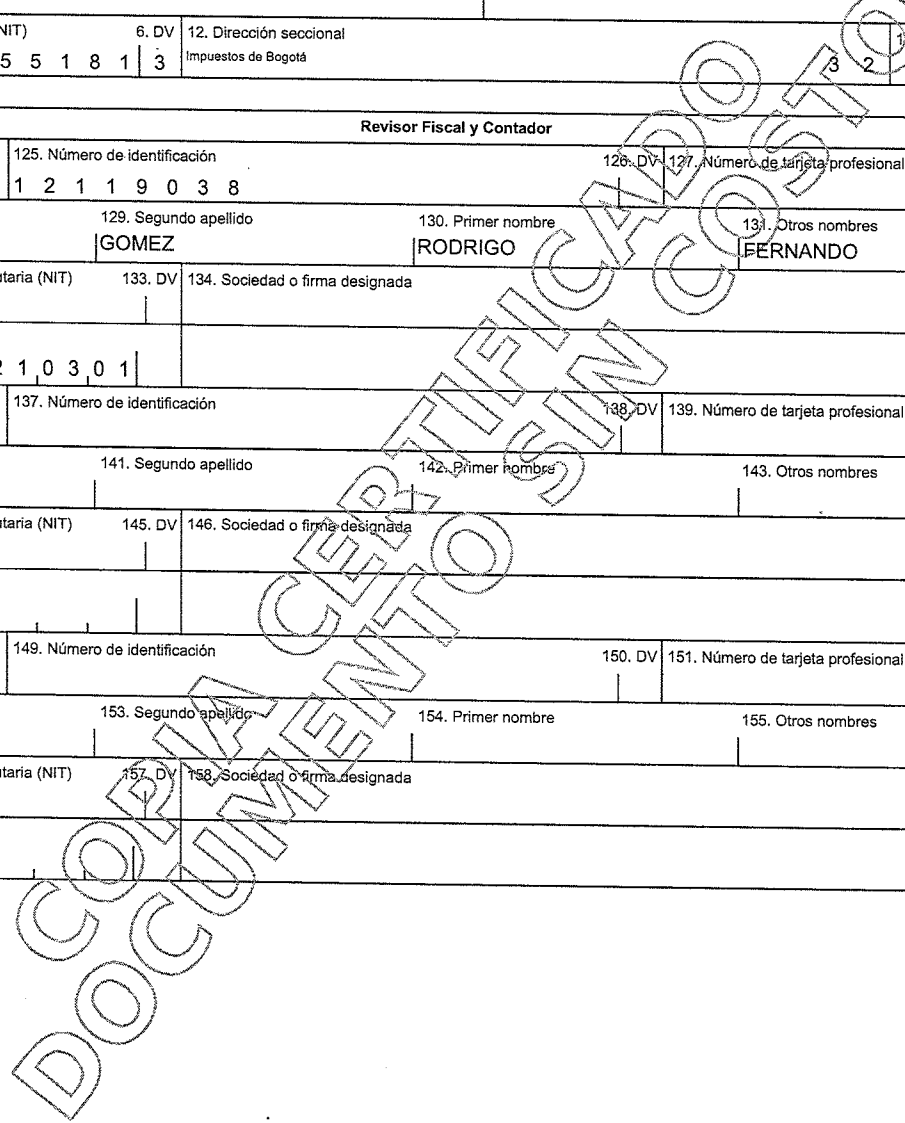 NIT) 6. DV 12. Dirección seccional
5 5 1 8 1 3 Impuestos de Bogotá 3 2
Revisor Fiscal y Contador
125. Número de identificación 126. DV 127. Número de tarjeta profesional
1 2 1 1 9 0 3 8
129. Segundo apellido 130. Primer nombre 131. Otros nombres
GOMEZ RODRIGO FERNANDO
utaria (NIT) 133. DV 134. Sociedad o firma designada
2 1 0 3 0 1
137. Número de identificación 138. DV 139. Número de tarjeta profesional
141. Segundo apellido 142. Primer nombre 143. Otros nombres
utaria (NIT) 145. DV 146. Sociedad o firma designada
149. Número de identificación 150. DV 151. Número de tarjeta profesional
153. Segundo apellido 154. Primer nombre 155. Otros nombres
utaria (NIT) 157. DV 158. Sociedad o firma designada
COPIA CERTIFICADO
DOCUMENTO SIN COSTO